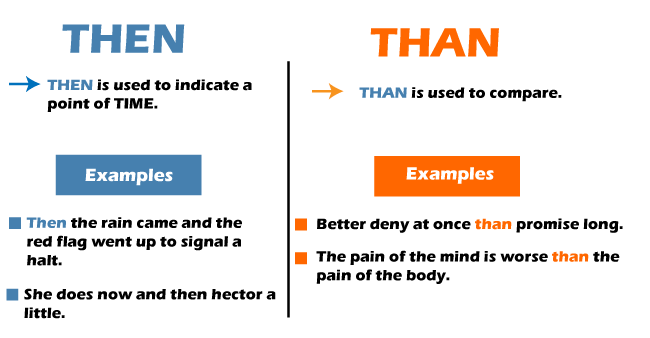 THEN
THEN is used to indicate a
point of TIME.
Examples
Then the rain came and the
red flag went up to signal a
halt.
She does now and then hector a
little.
THAN
THAN is used to compare.
Examples
Better deny at once than promise long.
The pain of the mind is worse than the
pain of the body.